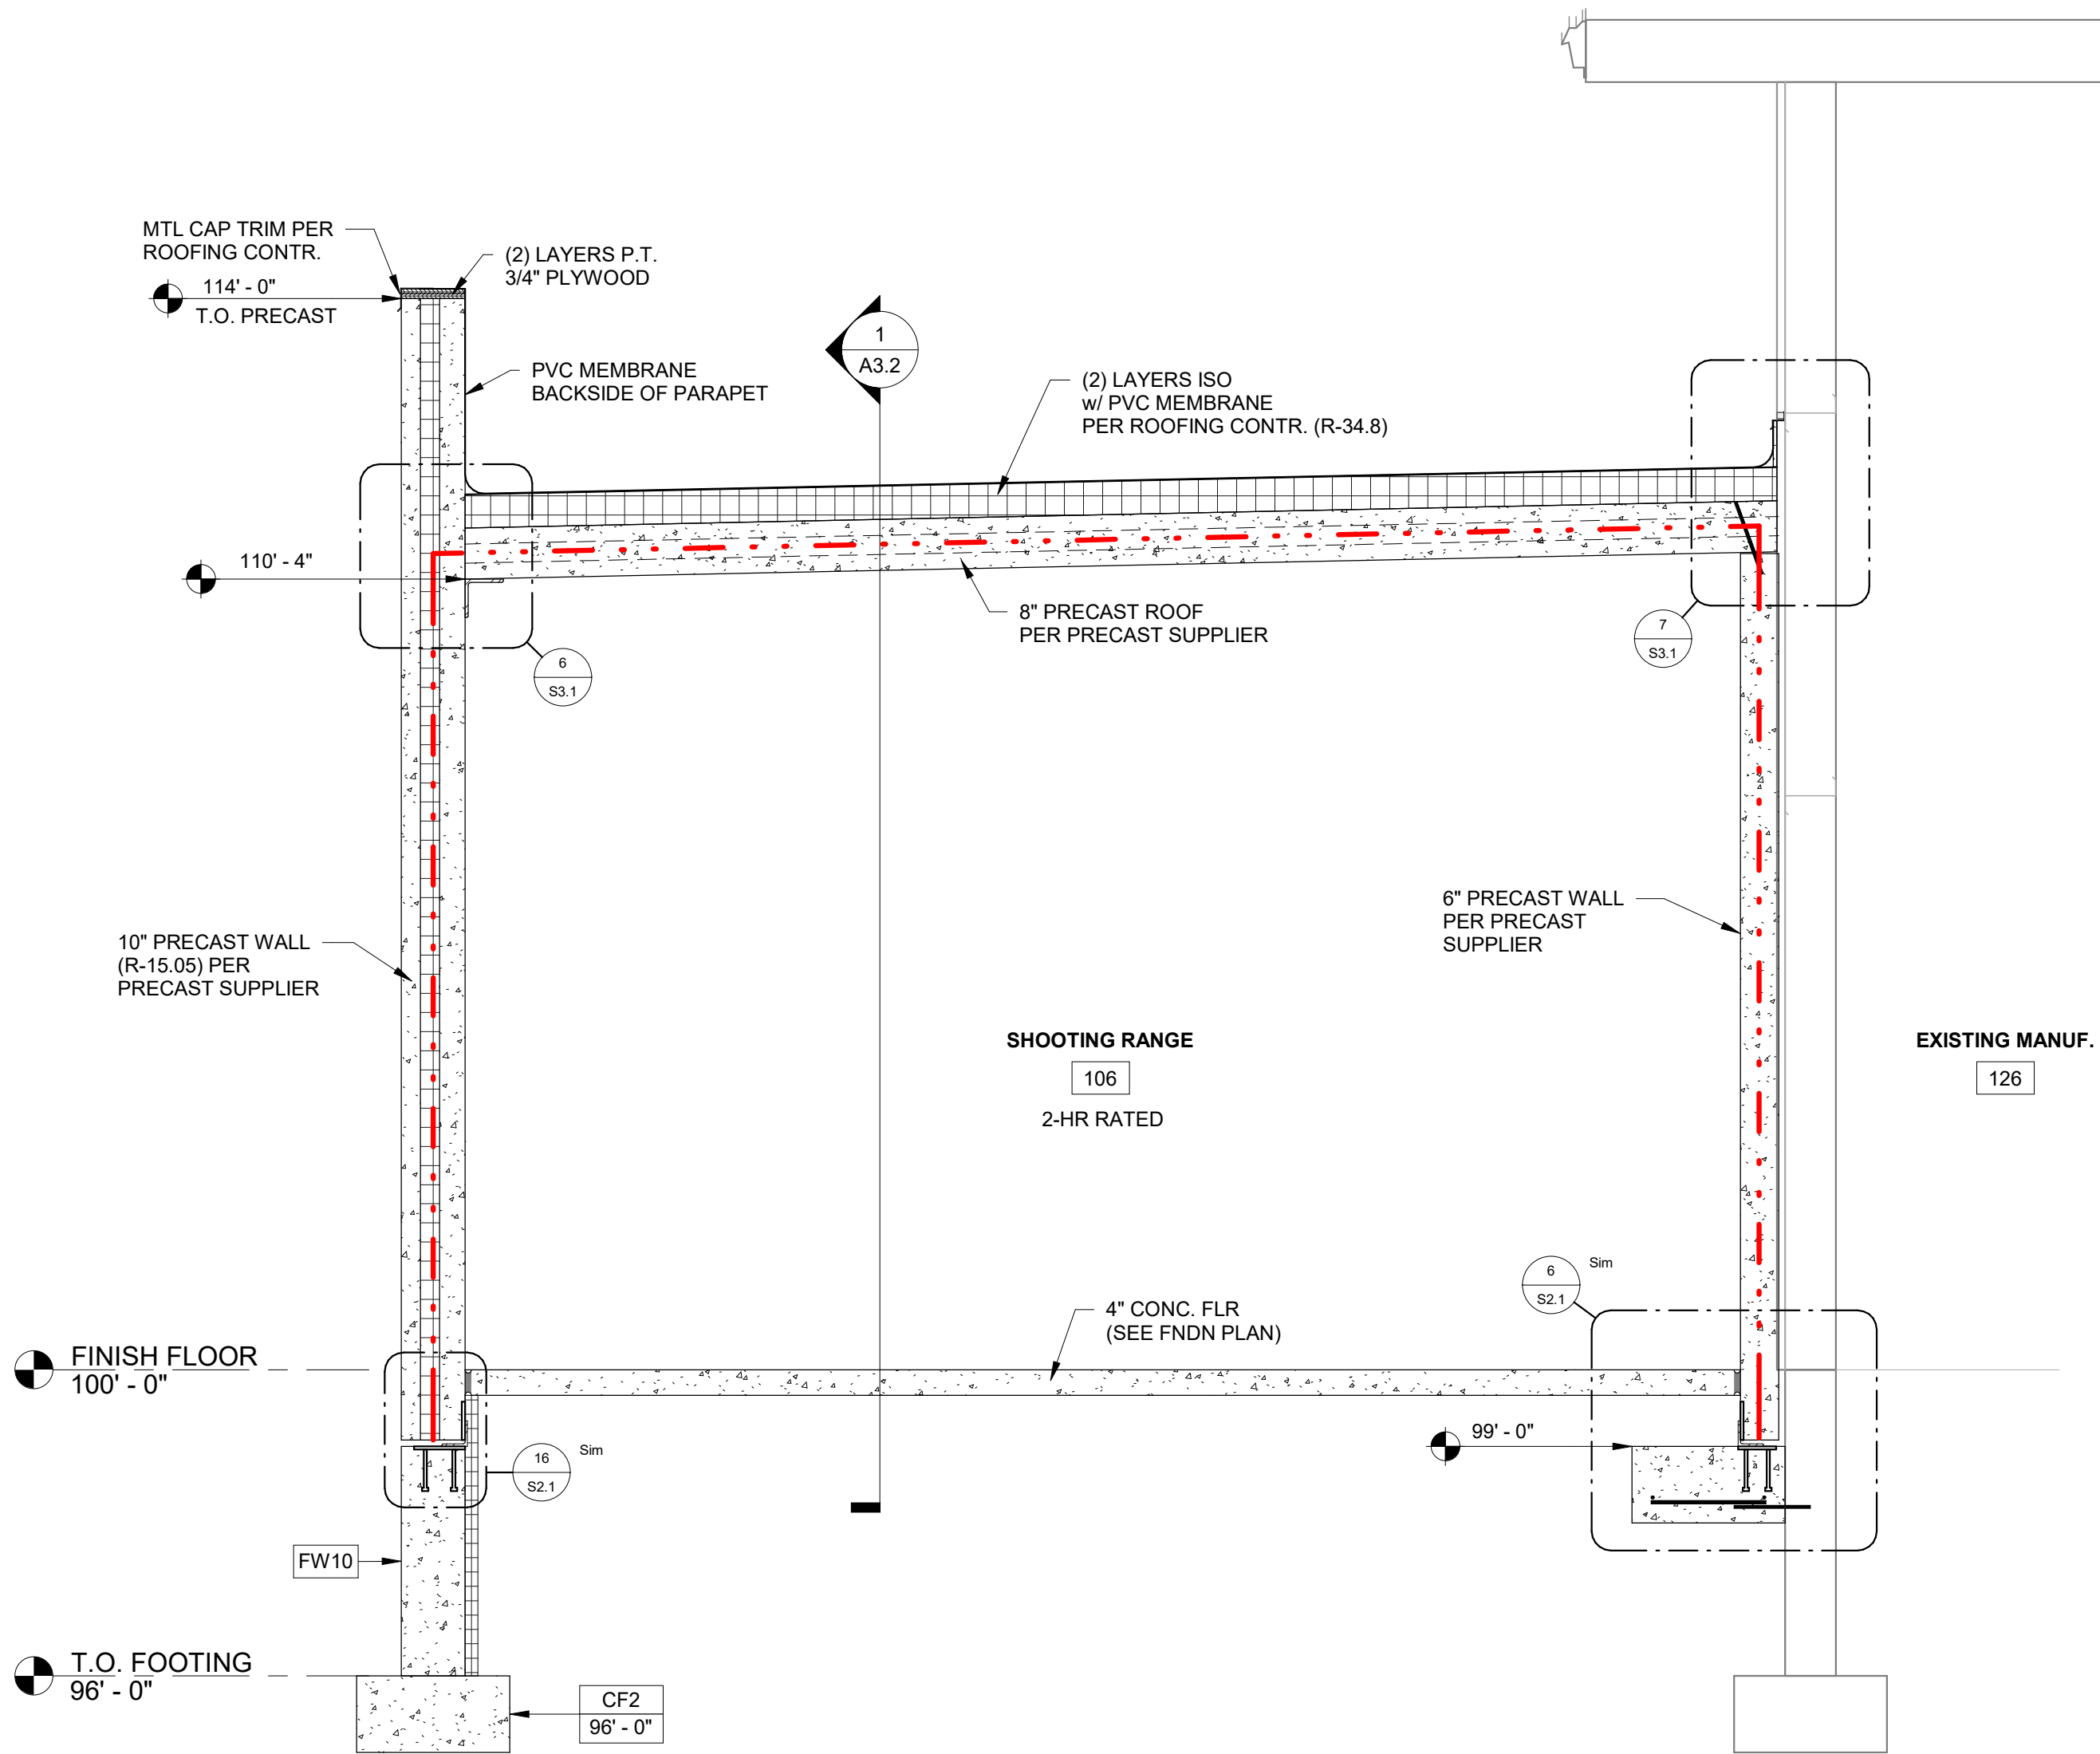 MTL CAP TRIM PER
ROOFING CONTR.
114' - 0"
T.O. PRECAST
(2) LAYERS P.T.
3/4" PLYWOOD
PVC MEMBRANE
BACKSIDE OF PARAPET
1
A3.2
(2) LAYERS ISO
w/ PVC MEMBRANE
PER ROOFING CONTR. (R-34.8)
110' - 4"
8" PRECAST ROOF
PER PRECAST SUPPLIER
6
S3.1
7
S3.1
10" PRECAST WALL
(R-15.05) PER
PRECAST SUPPLIER
6" PRECAST WALL
PER PRECAST
SUPPLIER
SHOOTING RANGE
106
2-HR RATED
EXISTING MANUF.
126
6
S2.1
Sim
4" CONC. FLR
(SEE FNDN PLAN)
FINISH FLOOR
100' - 0"
99' - 0"
16
S2.1
Sim
FW10
T.O. FOOTING
96' - 0"
CF2
96' - 0"